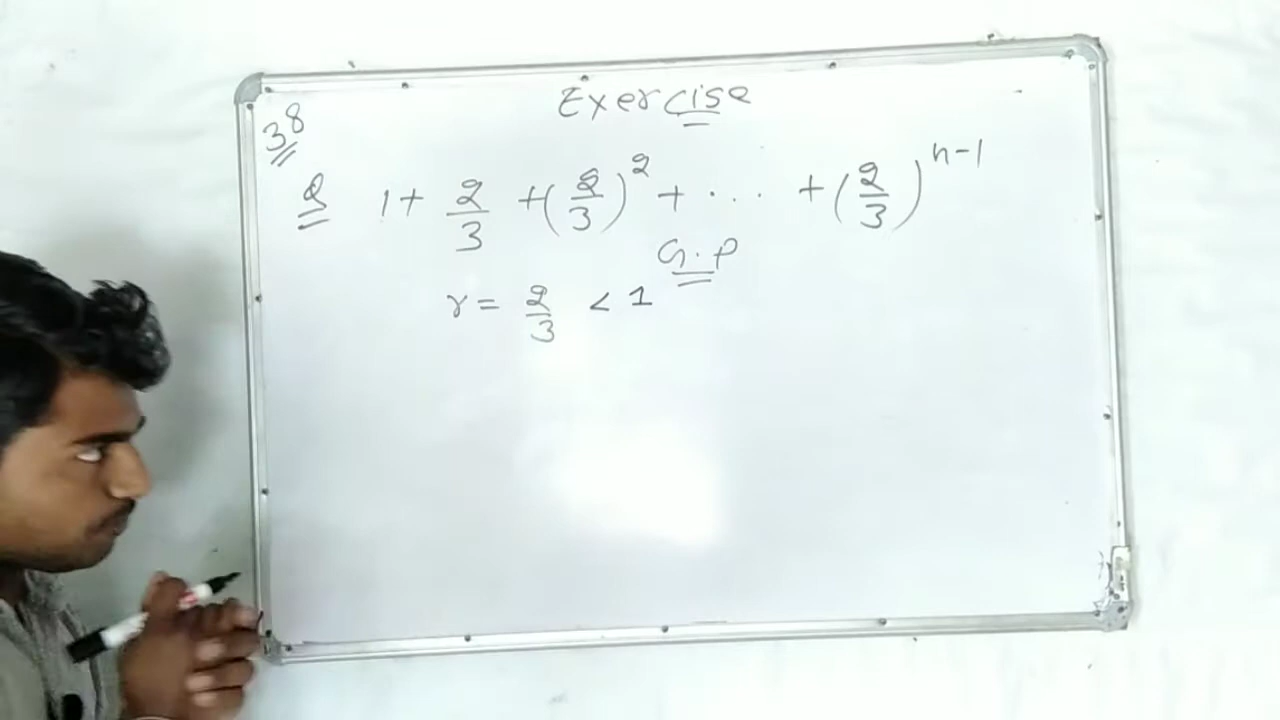 Exercise
38
Q 1 + 2/3 + (2/3)^2 + ... + (2/3)^n-1
G.P
r = 2/3 < 1